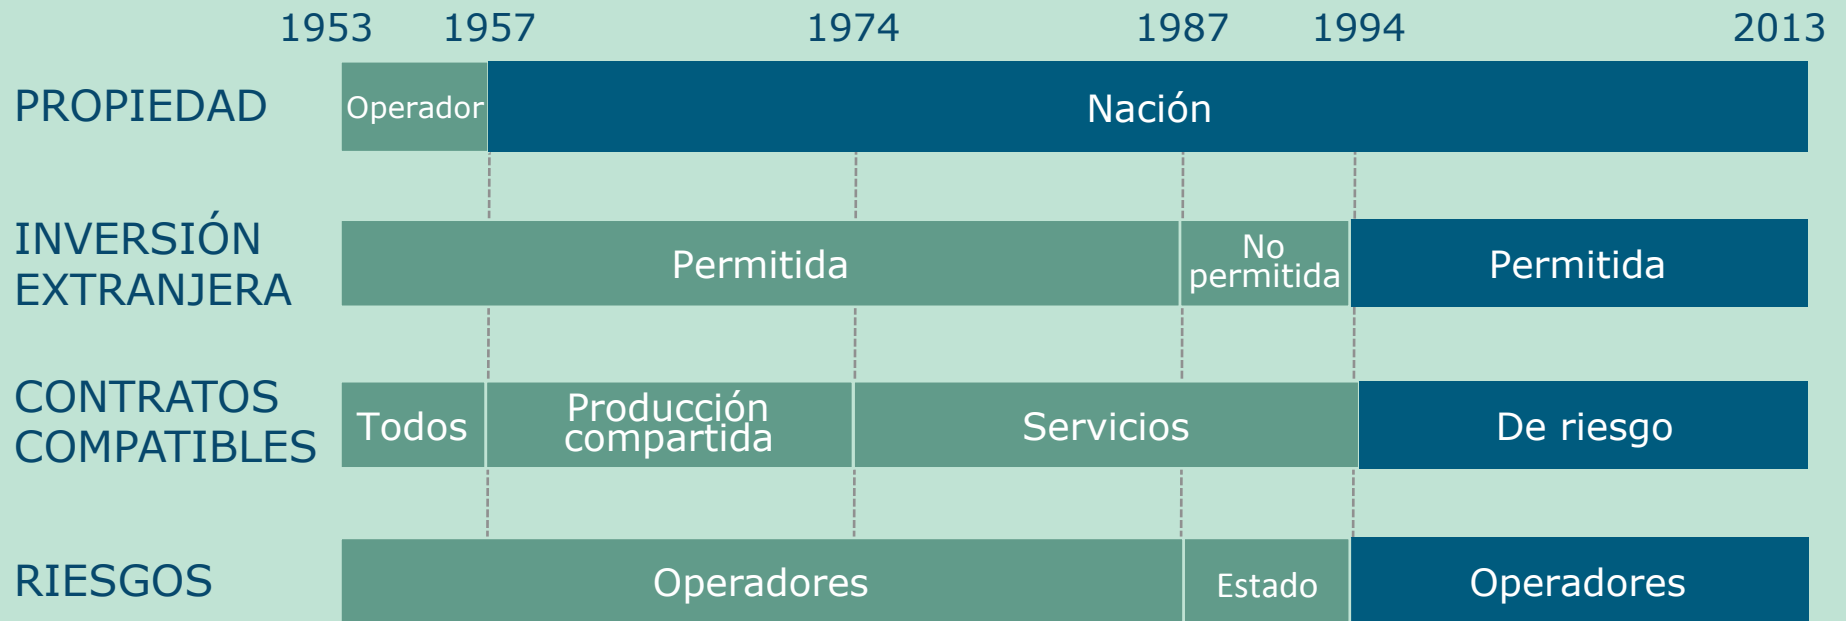 1953 1957 1974 1987 1994 2013
PROPIEDAD
Operador
Nación
INVERSIÓN
EXTRANJERA
Permitida
No
permitida
Permitida
CONTRATOS
COMPATIBLES
Todos
Producción
compartida
Servicios
De riesgo
RIESGOS
Operadores
Estado
Operadores